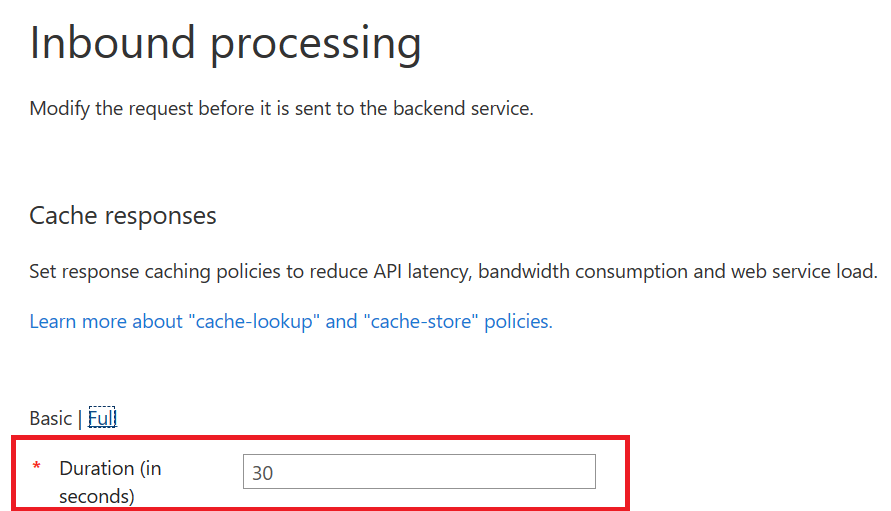 Inbound processing
Modify the request before it is sent to the backend service.
Cache responses
Set response caching policies to reduce API latency, bandwidth consumption and web service load.
Learn more about "cache-lookup" and "cache-store" policies.
Basic | Full
* Duration (in 30
seconds)